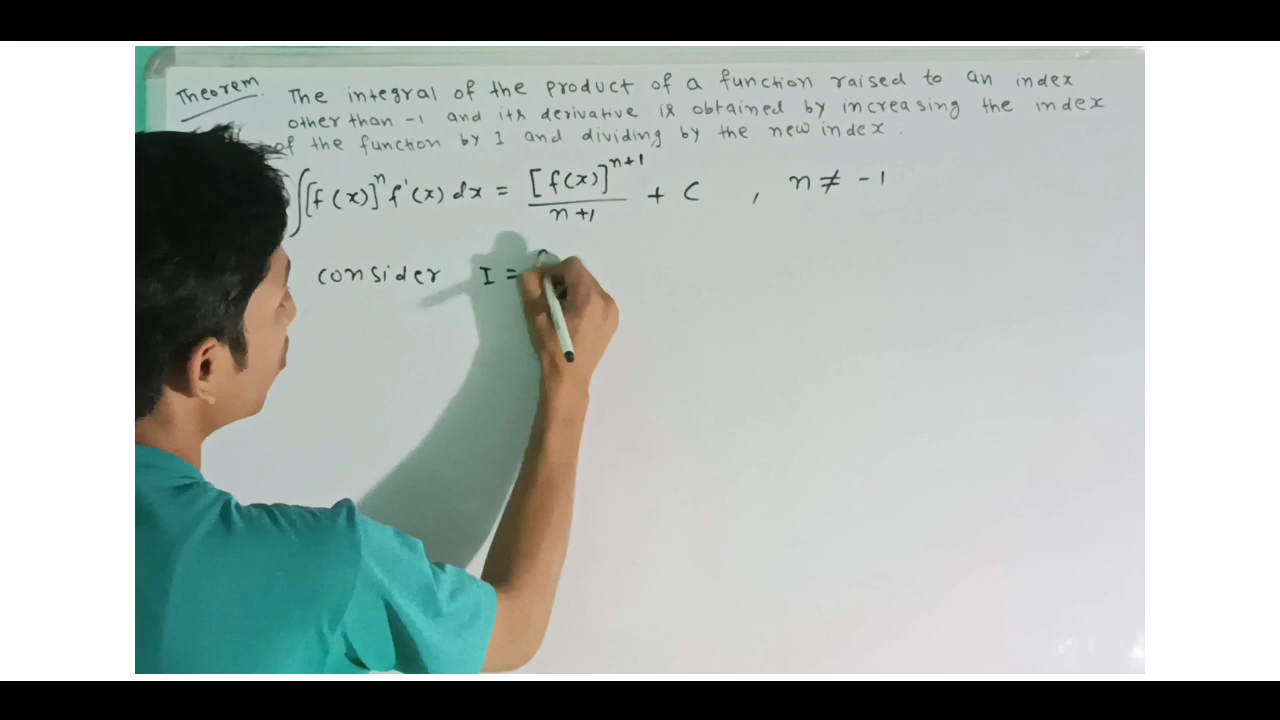 Theorem. The integral of the product of a function raised to an index
other than -1 and its derivative is obtained by increasing the index
of the function by 1 and dividing by the new index.
∫[f(x)]^n f'(x) dx = [f(x)]^{n+1} / n+1 + C , n ≠ -1
consider I =